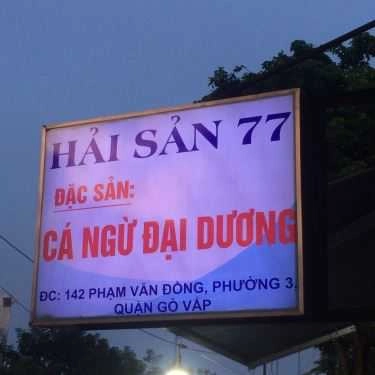 HẢI SẢN 77
ĐẶC SẢN:
CÁ NGỪ ĐẠI DƯƠNG
ĐC: 142 PHẠM VĂN ĐỒNG, PHƯỜNG 3,
QUẬN GÒ VẤP